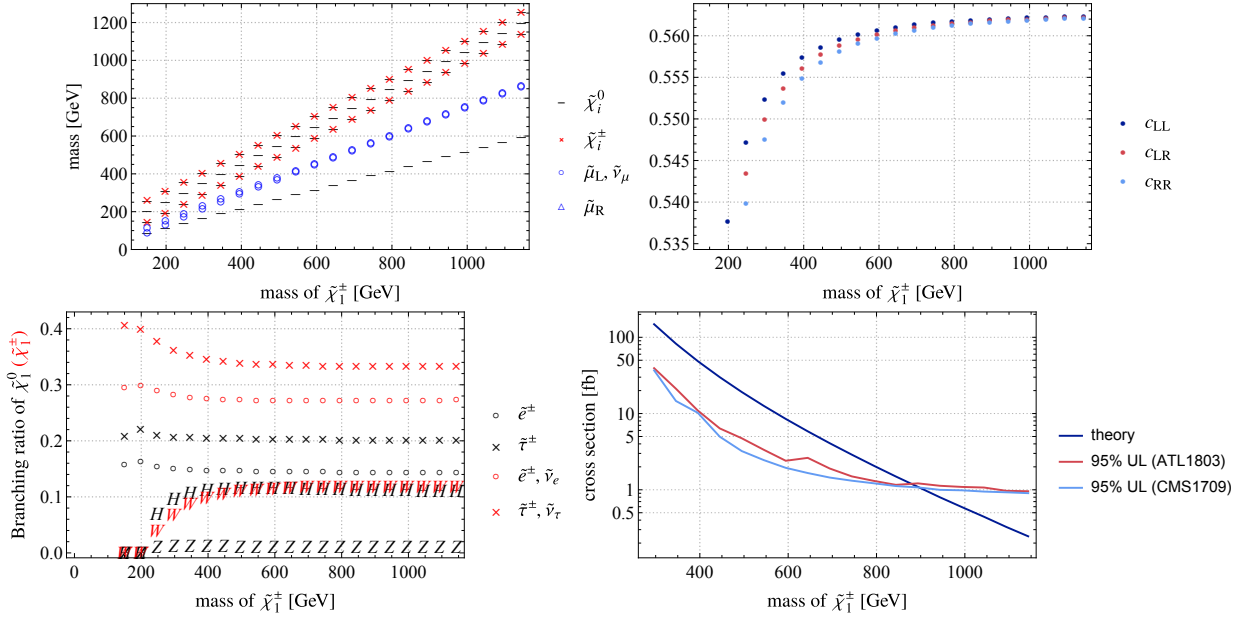 mass [GeV]
1200
1000
800
600
400
200
0
200
400
600
800
1000
mass of χ̃₁± [GeV]
χ̃ᵢ⁰
χ̃ᵢ±
μ̃L, ν̃μ
μ̃R
0.560
0.555
0.550
0.545
0.540
0.535
200
400
600
800
1000
mass of χ̃₁± [GeV]
cLL
cLR
cRR
Branching ratio of χ̃₁⁰ (χ̃₁±)
0.4
0.3
0.2
0.1
0.0
0
200
400
600
800
1000
mass of χ̃₁± [GeV]
ẽ±
τ̃±
ẽ±, ν̃e
τ̃±, ν̃τ
cross section [fb]
100
50
10
5
1
0.5
400
600
800
1000
mass of χ̃₁± [GeV]
theory
95% UL (ATL1803)
95% UL (CMS1709)